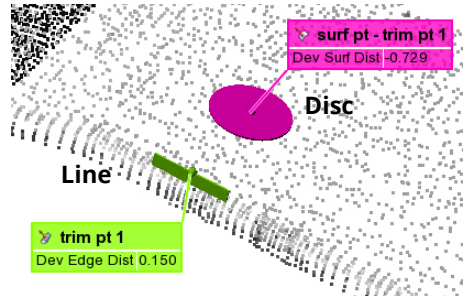 surf pt - trim pt 1
Dev Surf Dist -0.729
Disc
Line
trim pt 1
Dev Edge Dist 0.150